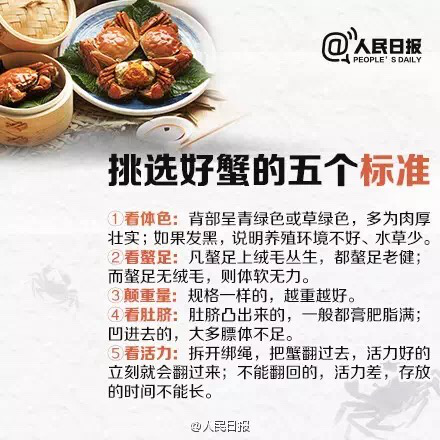 @人民日报
PEOPLE'S DAILY
挑选好蟹的五个标准
①看体色：背部呈青绿色或草绿色，多为肉厚
壮实；如果发黑，说明养殖环境不好、水草少。
②看螯足：凡螯足上绒毛丛生，都螯足老健；
而螯足无绒毛，则体软无力。
③颠重量：规格一样的，越重越好。
④看肚脐：肚脐凸出来的，一般都膏肥脂满；
凹进去的，大多膘体不足。
⑤看活力：拆开绑绳，把蟹翻过去，活力好的
立刻就会翻过来；不能翻回的，活力差，存放
的时间不能长。
@人民日报